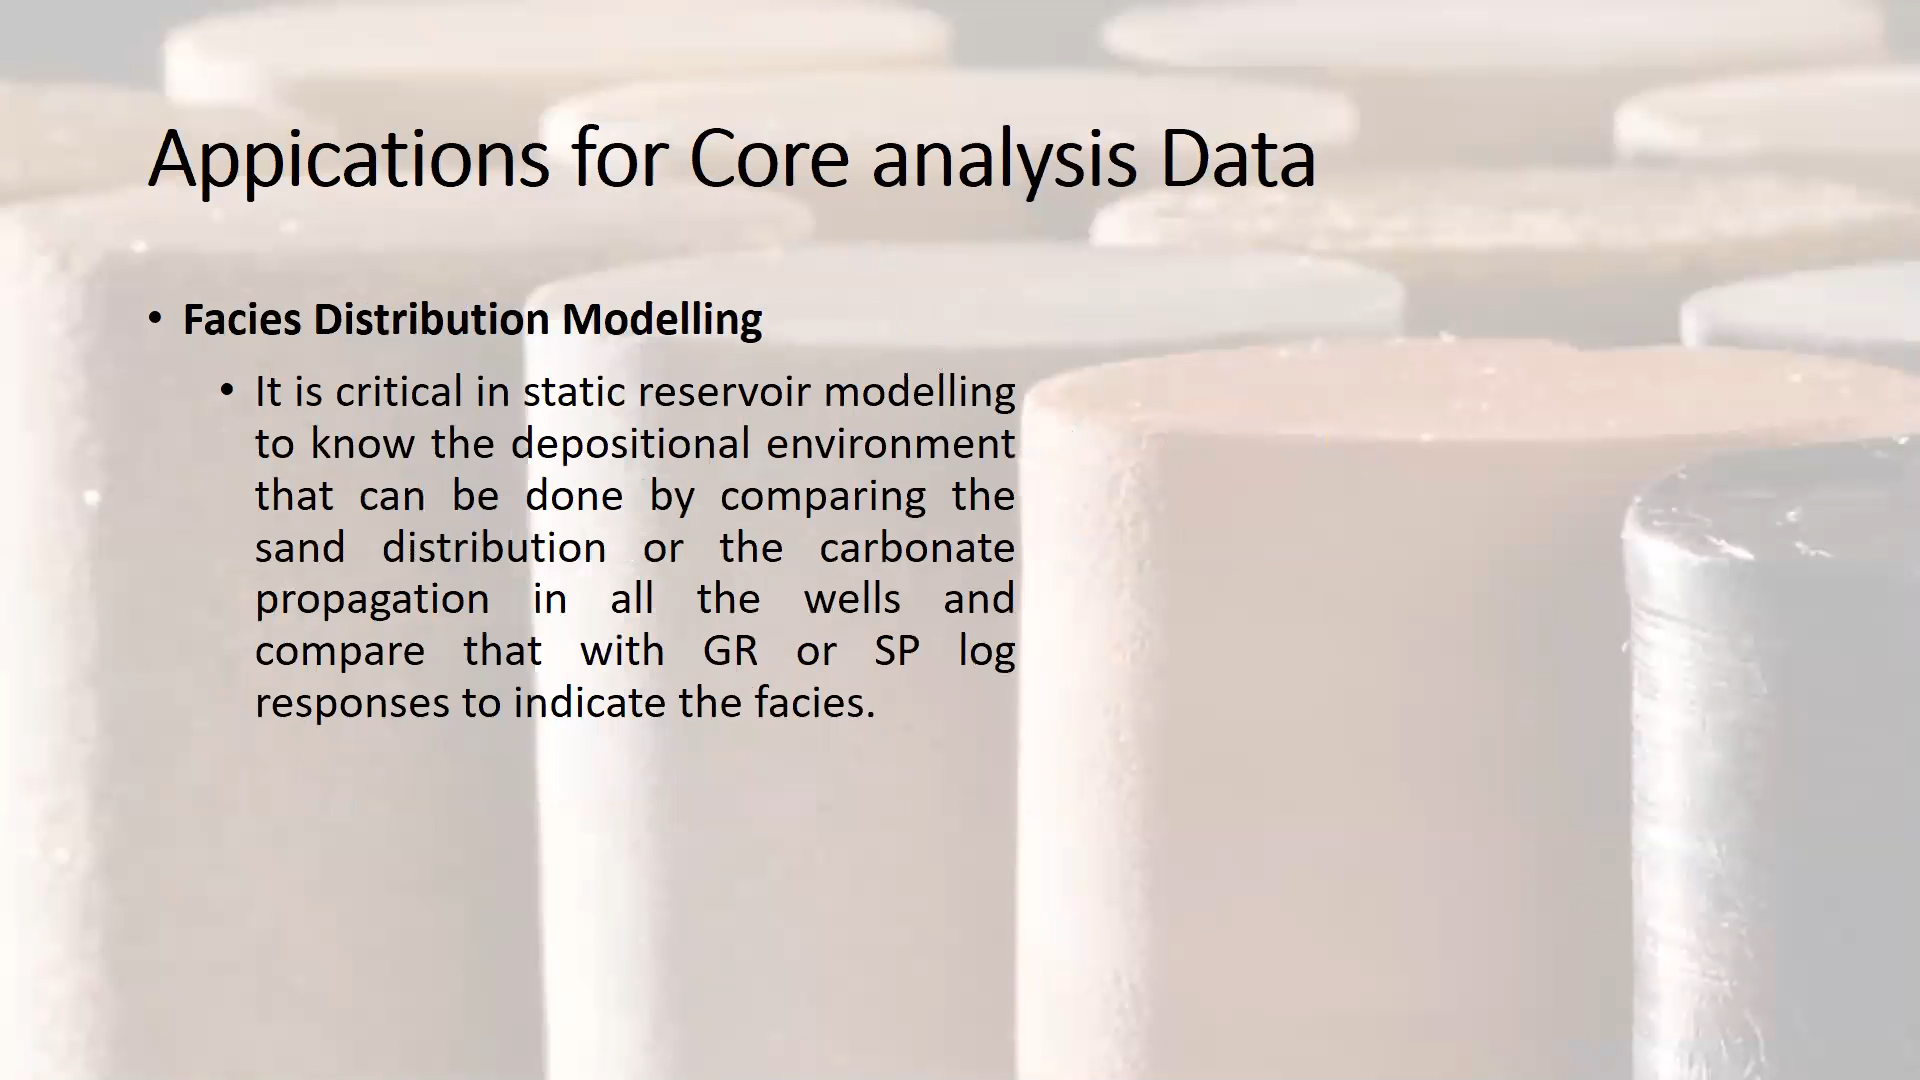 Appications for Core analysis Data
• Facies Distribution Modelling
• It is critical in static reservoir modelling
to know the depositional environment
that can be done by comparing the
sand distribution or the carbonate
propagation in all the wells and
compare that with GR or SP log
responses to indicate the facies.